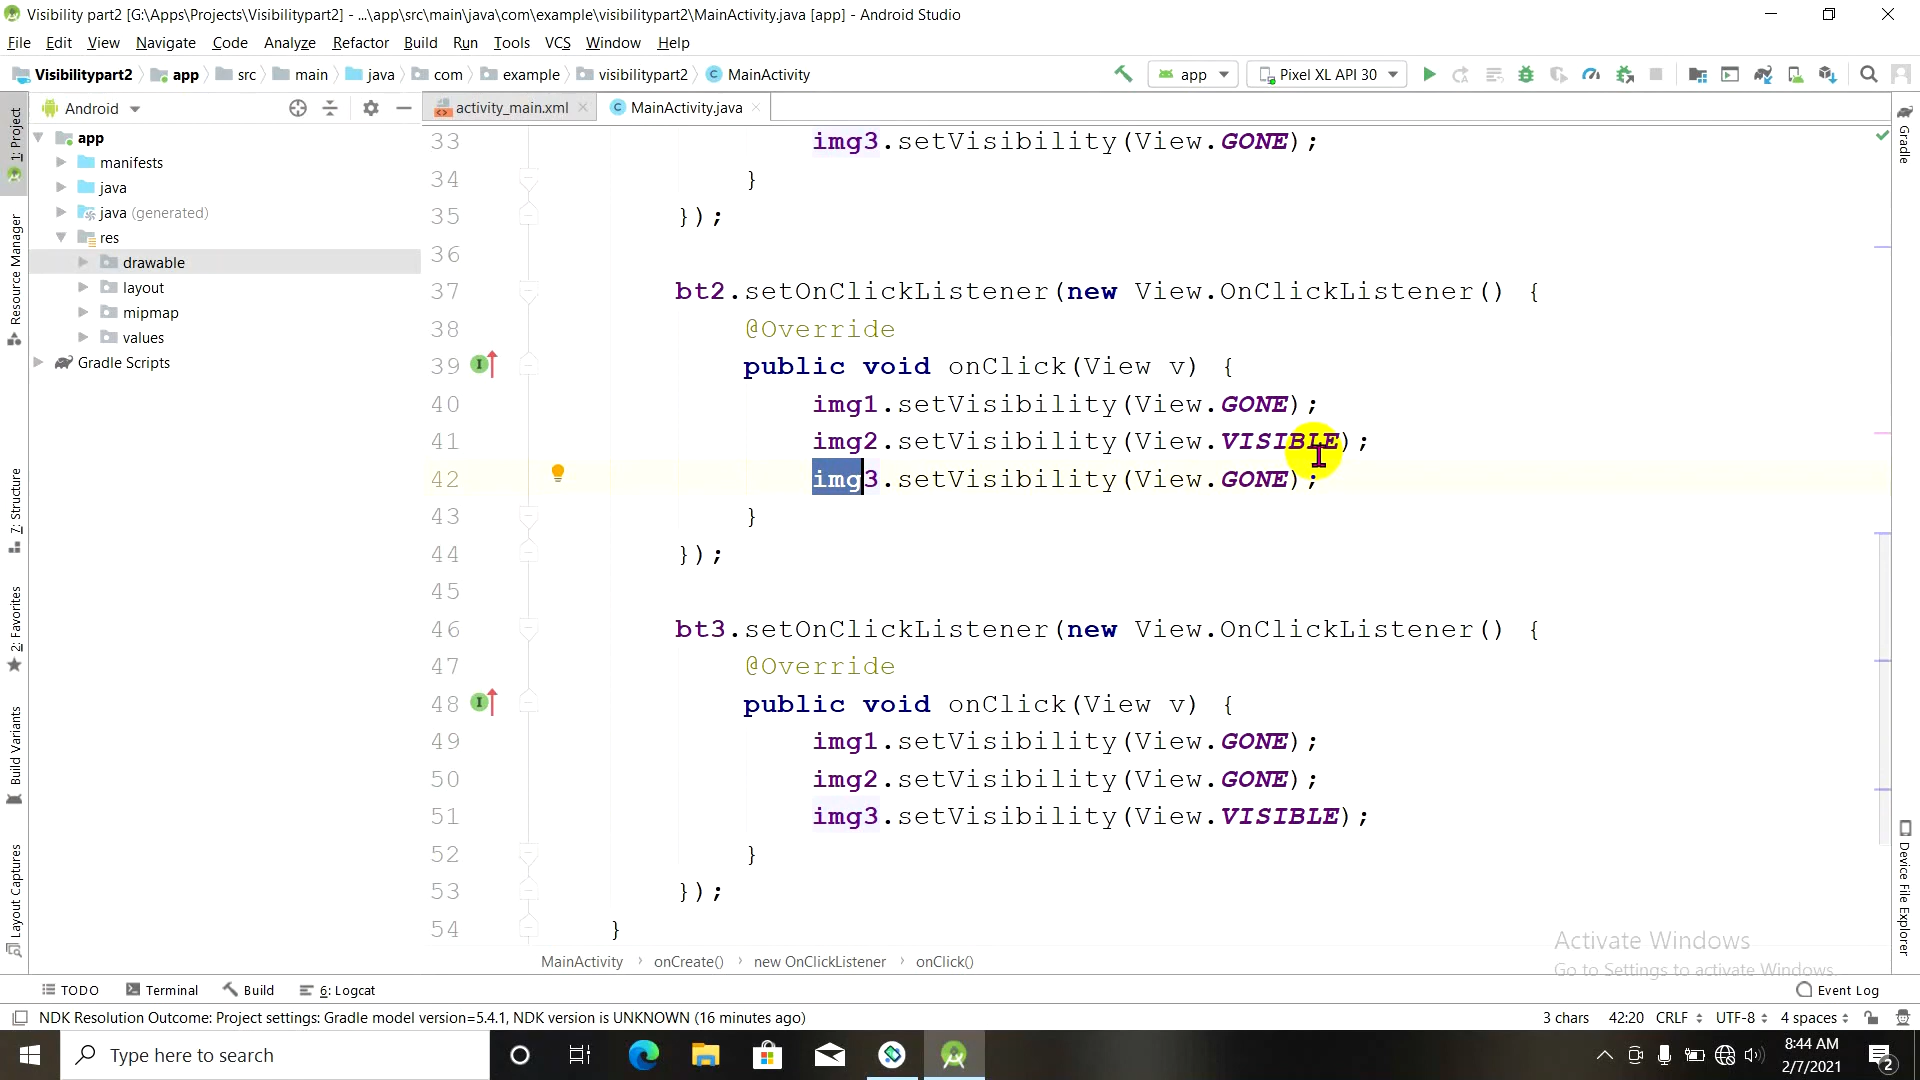 Visibility part2 [G:\Apps\Projects\Visibilitypart2] - ...\app\src\main\java\com\example\visibilitypart2\MainActivity.java [app] - Android Studio
File Edit View Navigate Code Analyze Refactor Build Run Tools VCS Window Help
Visibilitypart2 app src main java com example visibilitypart2 MainActivity app Pixel XL API 30
Android
activity_main.xml MainActivity.java
app
manifests
java
java (generated)
res
drawable
layout
mipmap
values
Gradle Scripts
1: Project
Resource Manager
7: Structure
2: Favorites
Build Variants
Layout Captures
33 img3.setVisibility(View.GONE);
34 }
35 });
36
37 bt2.setOnClickListener(new View.OnClickListener() {
38 @Override
39 public void onClick(View v) {
40 img1.setVisibility(View.GONE);
41 img2.setVisibility(View.VISIBLE);
42 img3.setVisibility(View.GONE);
43 }
44 });
45
46 bt3.setOnClickListener(new View.OnClickListener() {
47 @Override
48 public void onClick(View v) {
49 img1.setVisibility(View.GONE);
50 img2.setVisibility(View.GONE);
51 img3.setVisibility(View.VISIBLE);
52 }
53 });
54 }
MainActivity onCreate() new OnClickListener onClick()
Gradle
Device File Explorer
Activate Windows
Go to Settings to activate Windows.
TODO Terminal Build 6: Logcat Event Log
NDK Resolution Outcome: Project settings: Gradle model version=5.4.1, NDK version is UNKNOWN (16 minutes ago) 3 chars 42:20 CRLF UTF-8 4 spaces
Type here to search
8:44 AM
2/7/2021
2